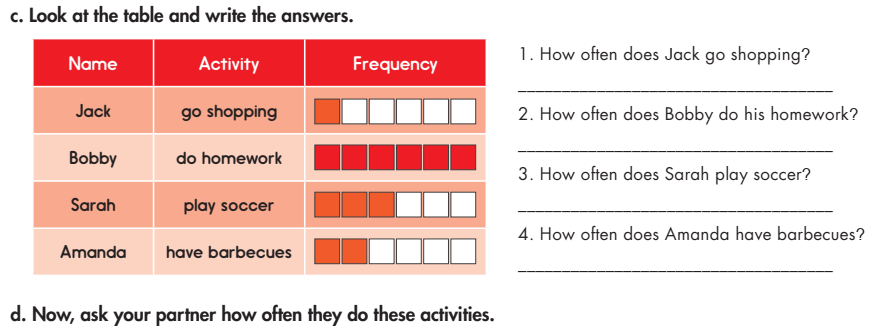 c. Look at the table and write the answers.
Name Activity Frequency
Jack go shopping
Bobby do homework
Sarah play soccer
Amanda have barbecues
1. How often does Jack go shopping?
2. How often does Bobby do his homework?
3. How often does Sarah play soccer?
4. How often does Amanda have barbecues?
d. Now, ask your partner how often they do these activities.